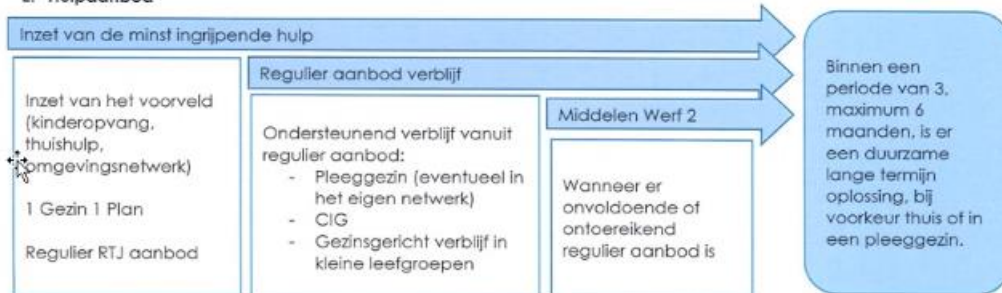 Inzet van de minst ingrijpende hulp
Inzet van het voorveld
(kinderopvang,
thuishulp,
omgevingsnetwerk)
1 Gezin 1 Plan
Regulier RTJ aanbod
Regulier aanbod verblijf
Ondersteunend verblijf vanuit
regulier aanbod:
- Pleeggezin (eventueel in
het eigen netwerk)
- CIG
- Gezinsgericht verblijf in
kleine leefgroepen
Middelen Werf 2
Wanneer er
onvoldoende of
ontoereikend
regulier aanbod is
Binnen een
periode van 3,
maximum 6
maanden, is er
een duurzame
lange termijn
oplossing, bij
voorkeur thuis of in
een pleeggezin.